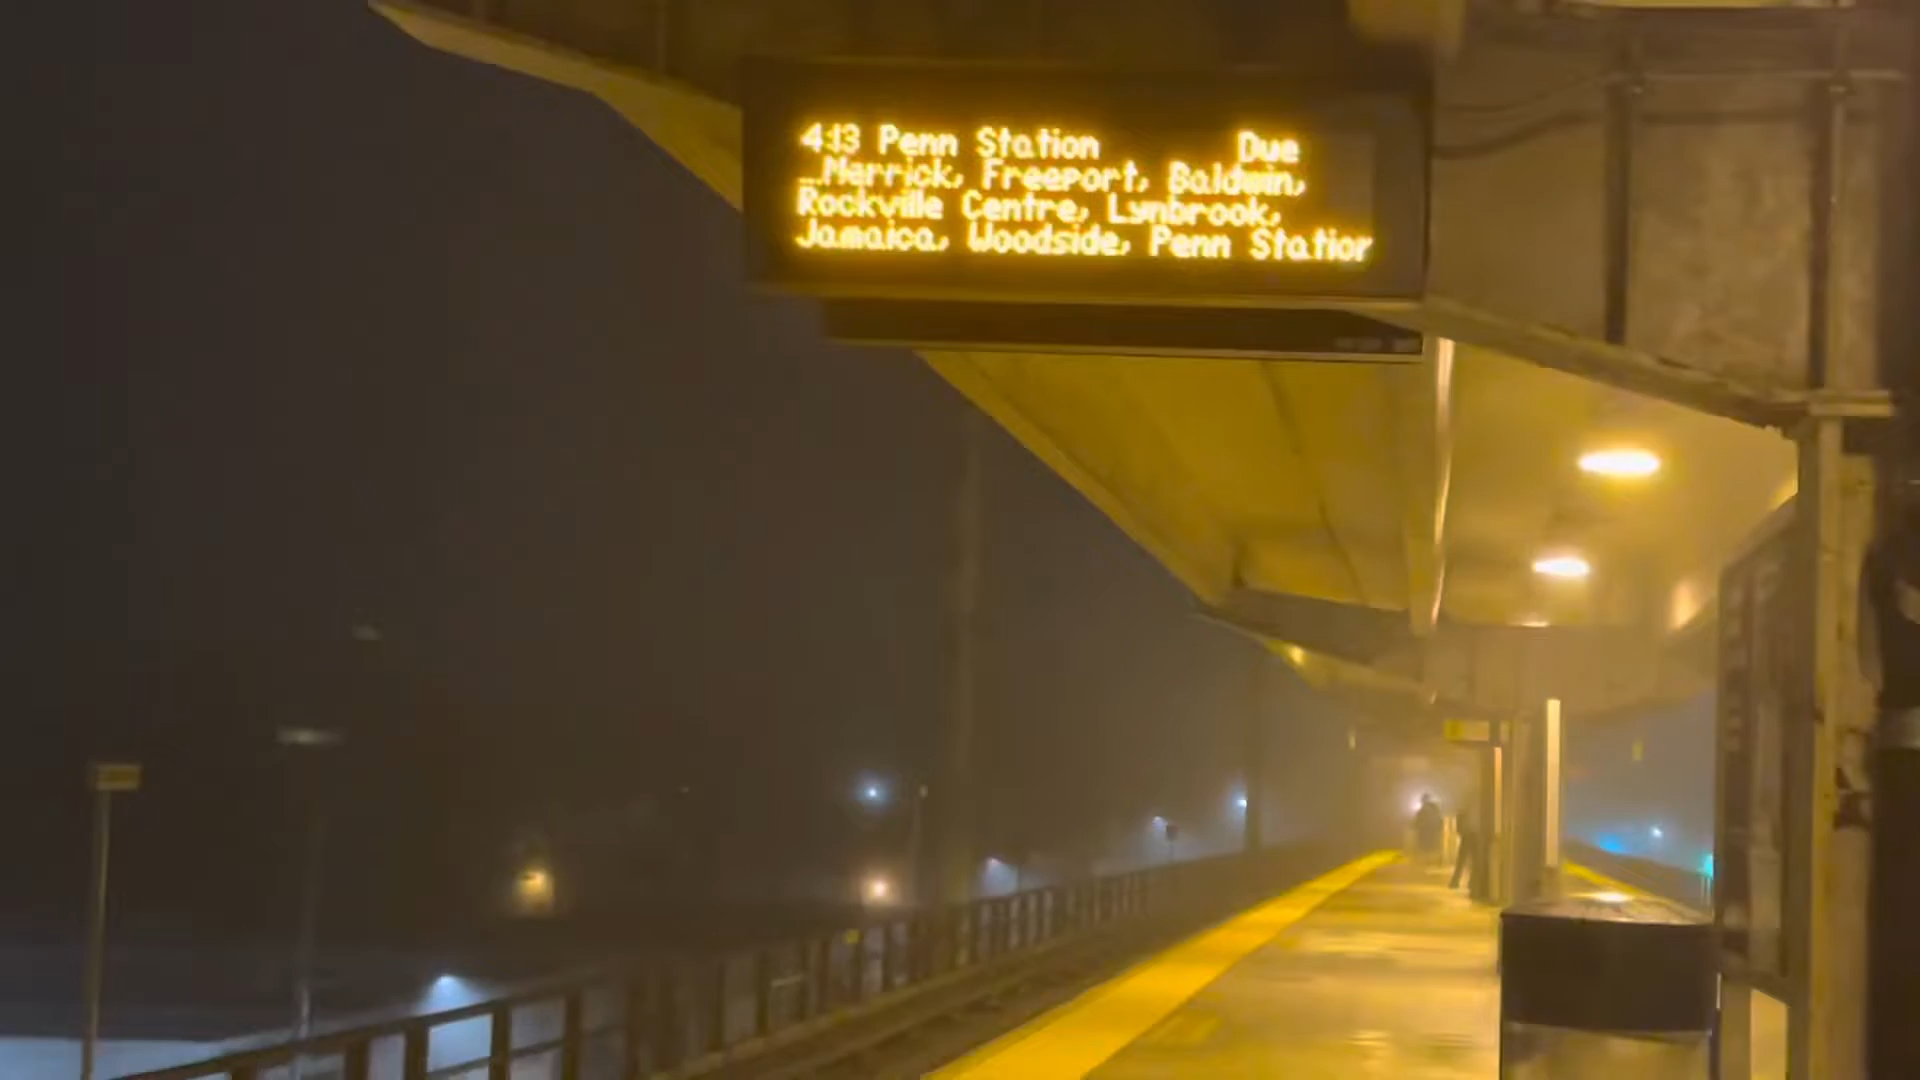 4:13 Penn Station Due
...Merrick, Freeport, Baldwin,
Rockville Centre, Lynbrook,
Jamaica, Woodside, Penn Station